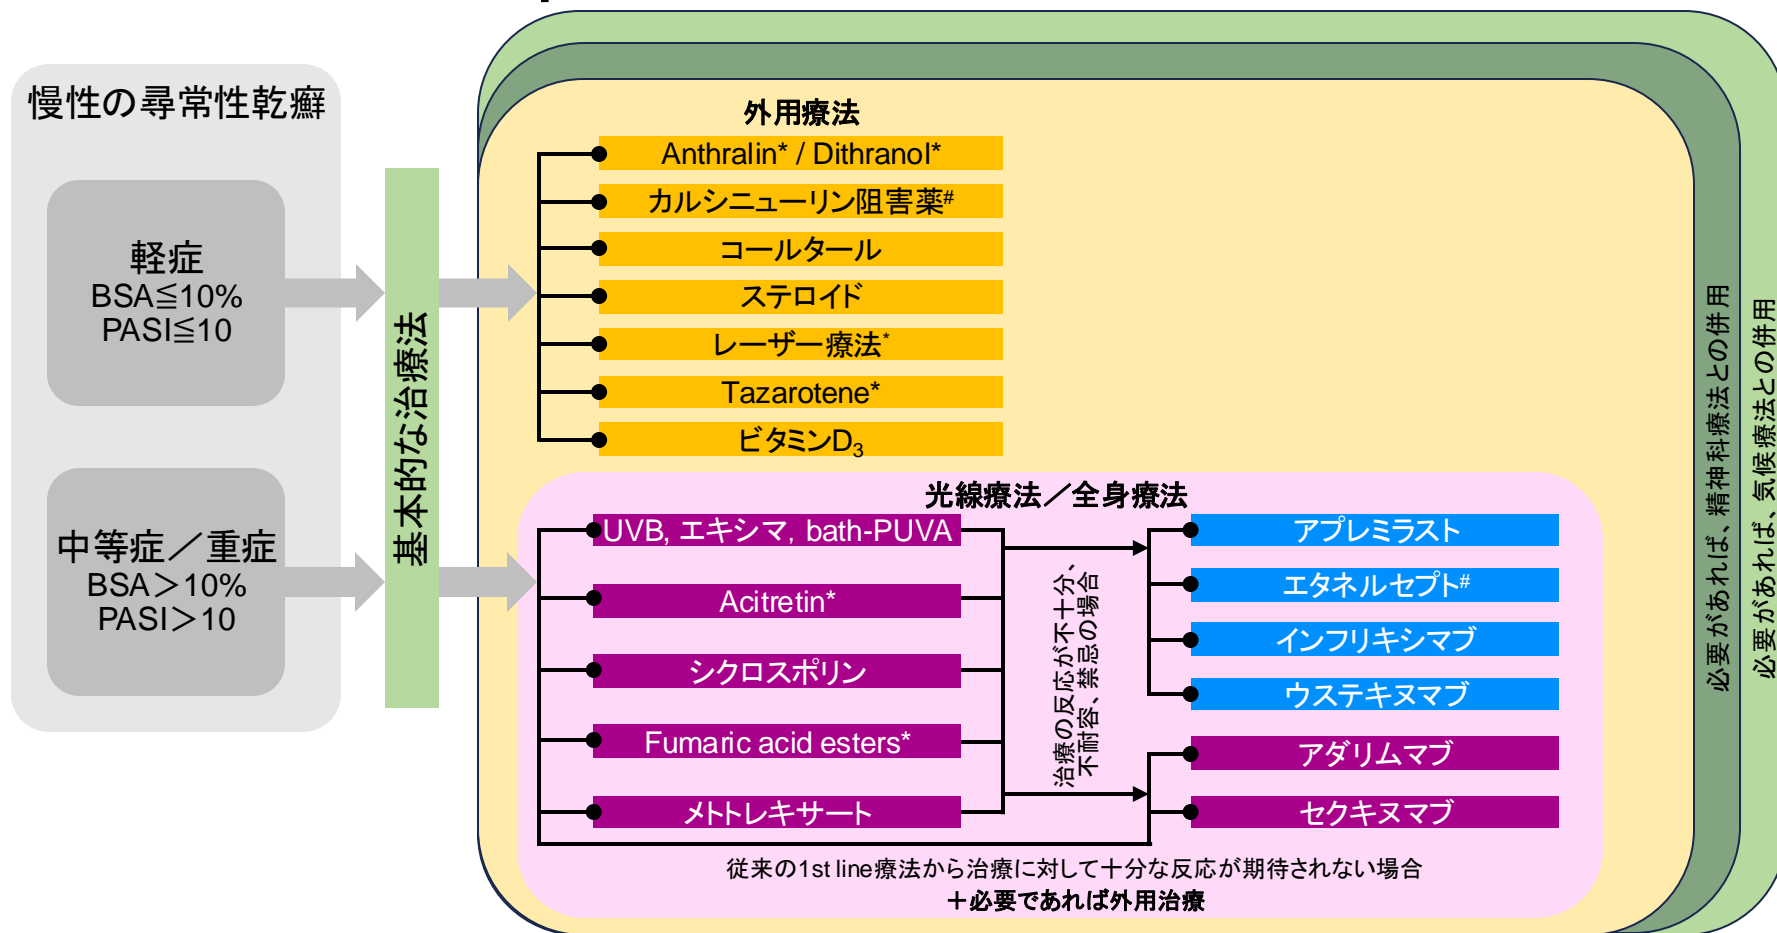 慢性の尋常性乾癬
軽症
BSA≦10%
PASI≦10
中等症／重症
BSA＞10%
PASI＞10
基本的な治療法
外用療法
Anthralin* / Dithranol*
カルシニューリン阻害薬#
コールタール
ステロイド
レーザー療法*
Tazarotene*
ビタミンD3
光線療法／全身療法
UVB, エキシマ, bath-PUVA
Acitretin*
シクロスポリン
Fumaric acid esters*
メトトレキサート
治療の反応が不十分、
不耐容、禁忌の場合
アプレミラスト
エタネルセプト#
インフリキシマブ
ウステキヌマブ
アダリムマブ
セクキヌマブ
従来の1st line療法から治療に対して十分な反応が期待されない場合
＋必要であれば外用治療
必要があれば、精神科療法との併用
必要があれば、気候療法との併用